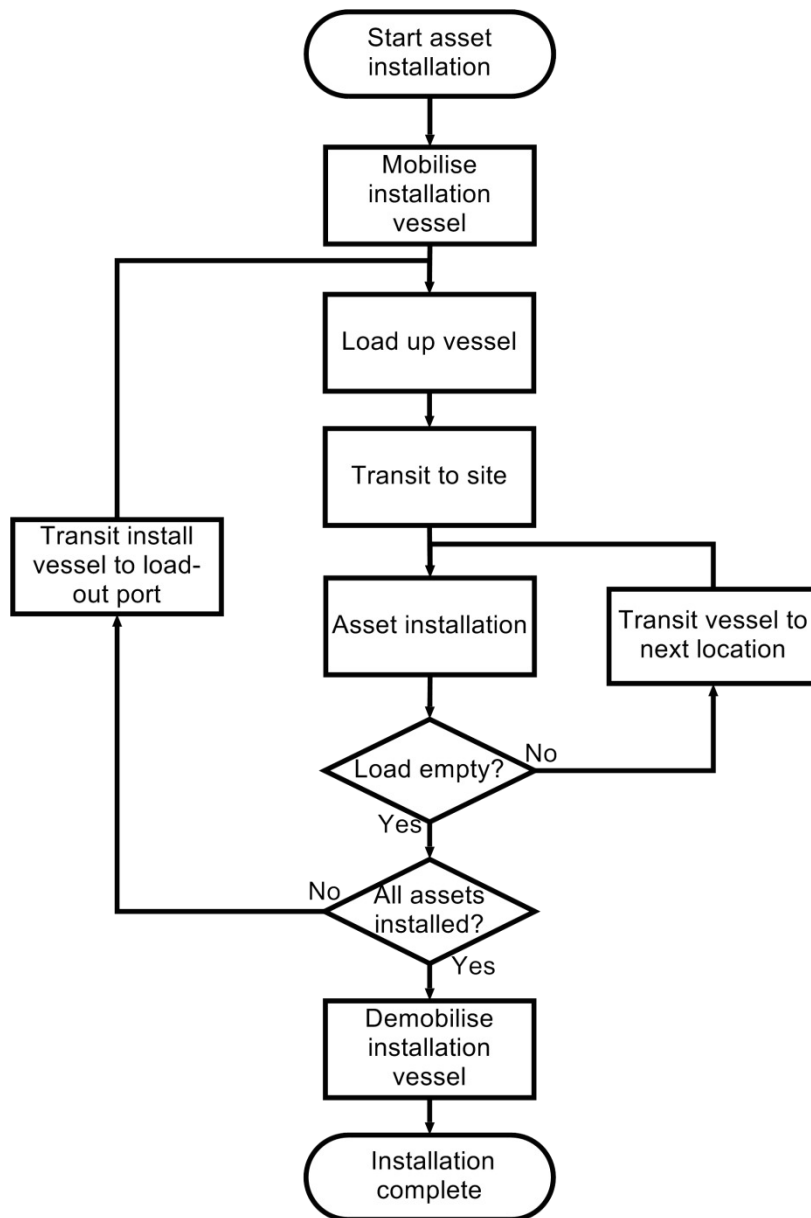 Start asset
installation
Mobilise
installation
vessel
Load up vessel
Transit to site
Transit install
vessel to load-
out port
Asset installation
Transit vessel to
next location
Load empty?
No
Yes
No
All assets
installed?
Yes
Demobilise
installation
vessel
Installation
complete